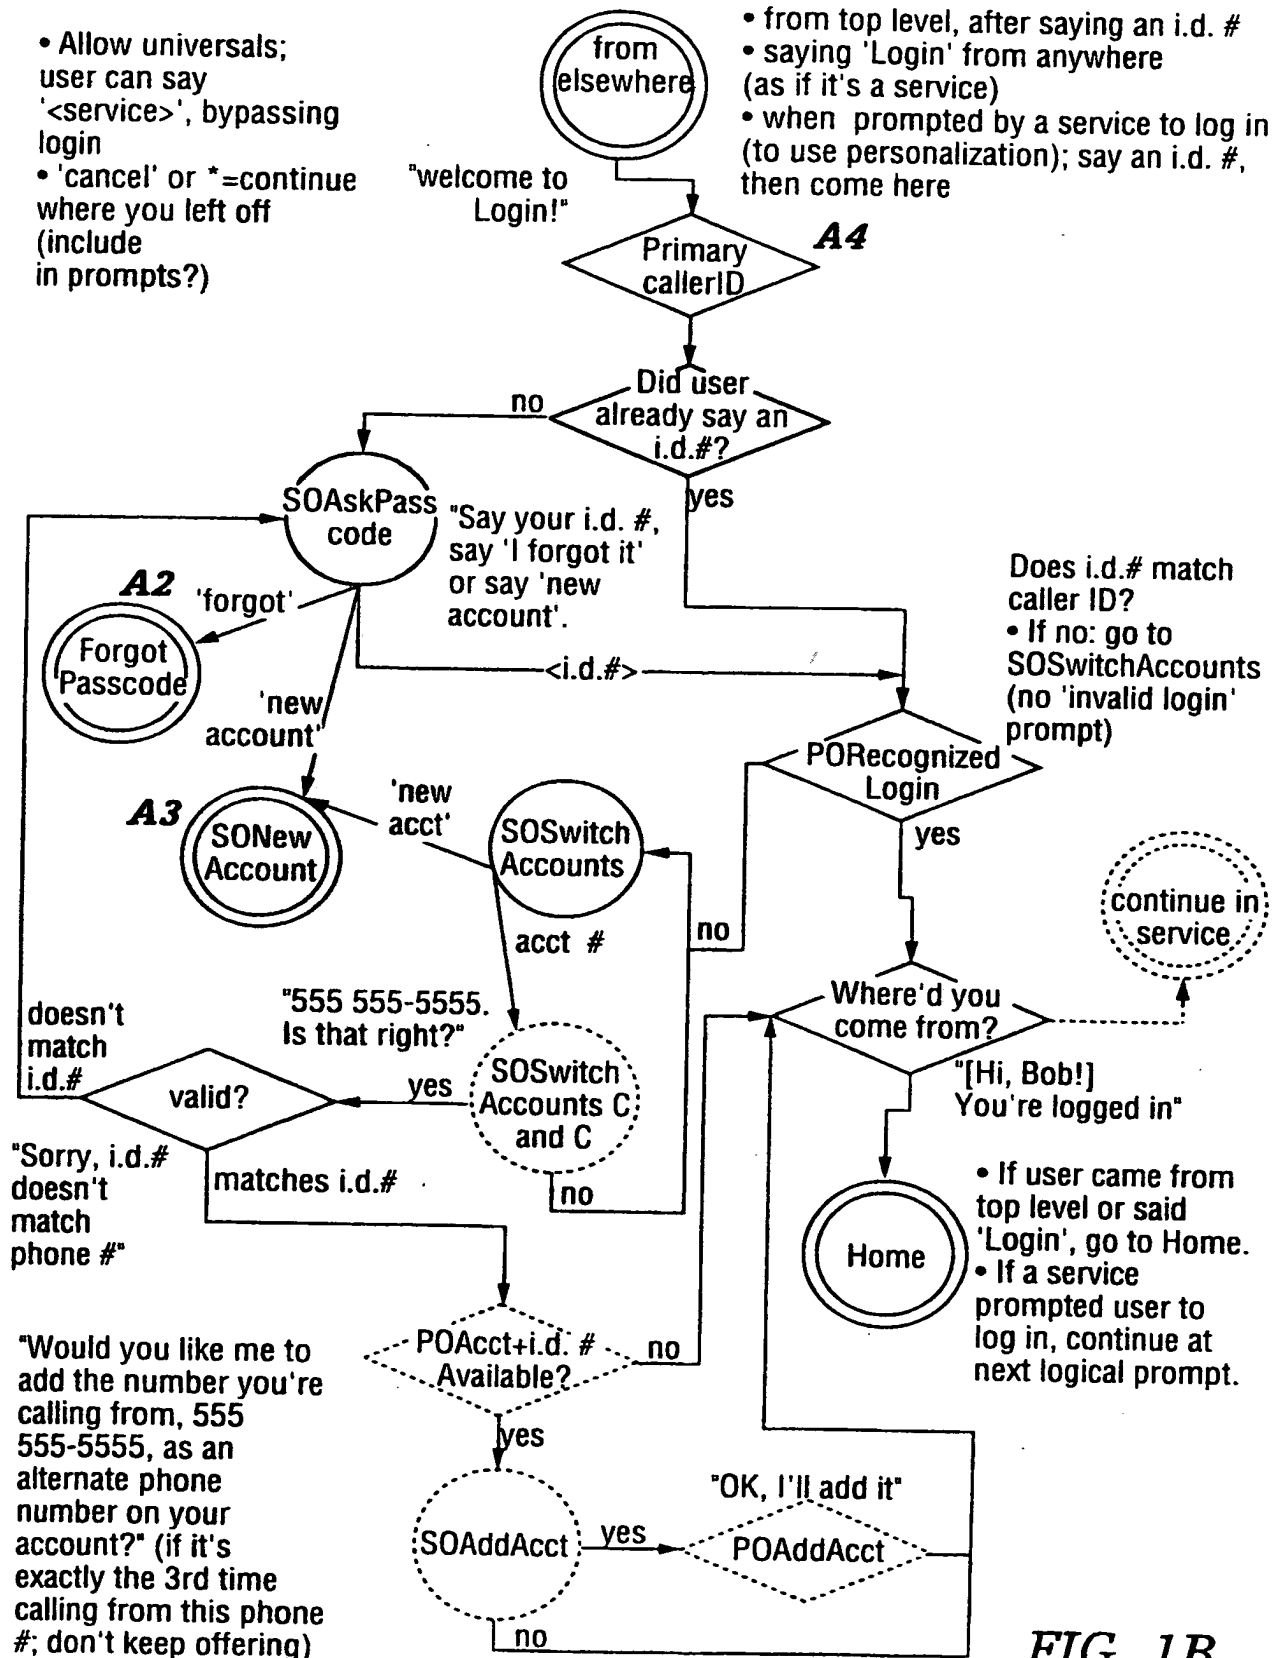 • Allow universals;
user can say
'<service>', bypassing
login
• 'cancel' or *=continue
where you left off
(include
in prompts?)
from
elsewhere
• from top level, after saying an i.d. #
• saying 'Login' from anywhere
(as if it's a service)
• when prompted by a service to log in
(to use personalization); say an i.d. #,
then come here
"welcome to
Login!"
A4
Primary
callerID
Did user
already say an
i.d.#?
no
yes
SOAskPass
code
"Say your i.d. #,
say 'I forgot it'
or say 'new
account'.
A2
'forgot'
Forgot
Passcode
'new
account'
<i.d.#>
Does i.d.# match
caller ID?
• If no: go to
SOSwitchAccounts
(no 'invalid login'
prompt)
PORecognized
Login
yes
no
A3
SONew
Account
'new
acct'
SOSwitch
Accounts
acct #
continue in
service
Where'd you
come from?
"555 555-5555.
Is that right?"
SOSwitch
Accounts C
and C
yes
no
doesn't
match
i.d.#
valid?
"Sorry, i.d.#
doesn't
match
phone #"
matches i.d.#
"[Hi, Bob!]
You're logged in"
Home
• If user came from
top level or said
'Login', go to Home.
• If a service
prompted user to
log in, continue at
next logical prompt.
POAcct+i.d. #
Available?
no
yes
"Would you like me to
add the number you're
calling from, 555
555-5555, as an
alternate phone
number on your
account?" (if it's
exactly the 3rd time
calling from this phone
#; don't keep offering)
SOAddAcct
yes
no
"OK, I'll add it"
POAddAcct
FIG. 1B